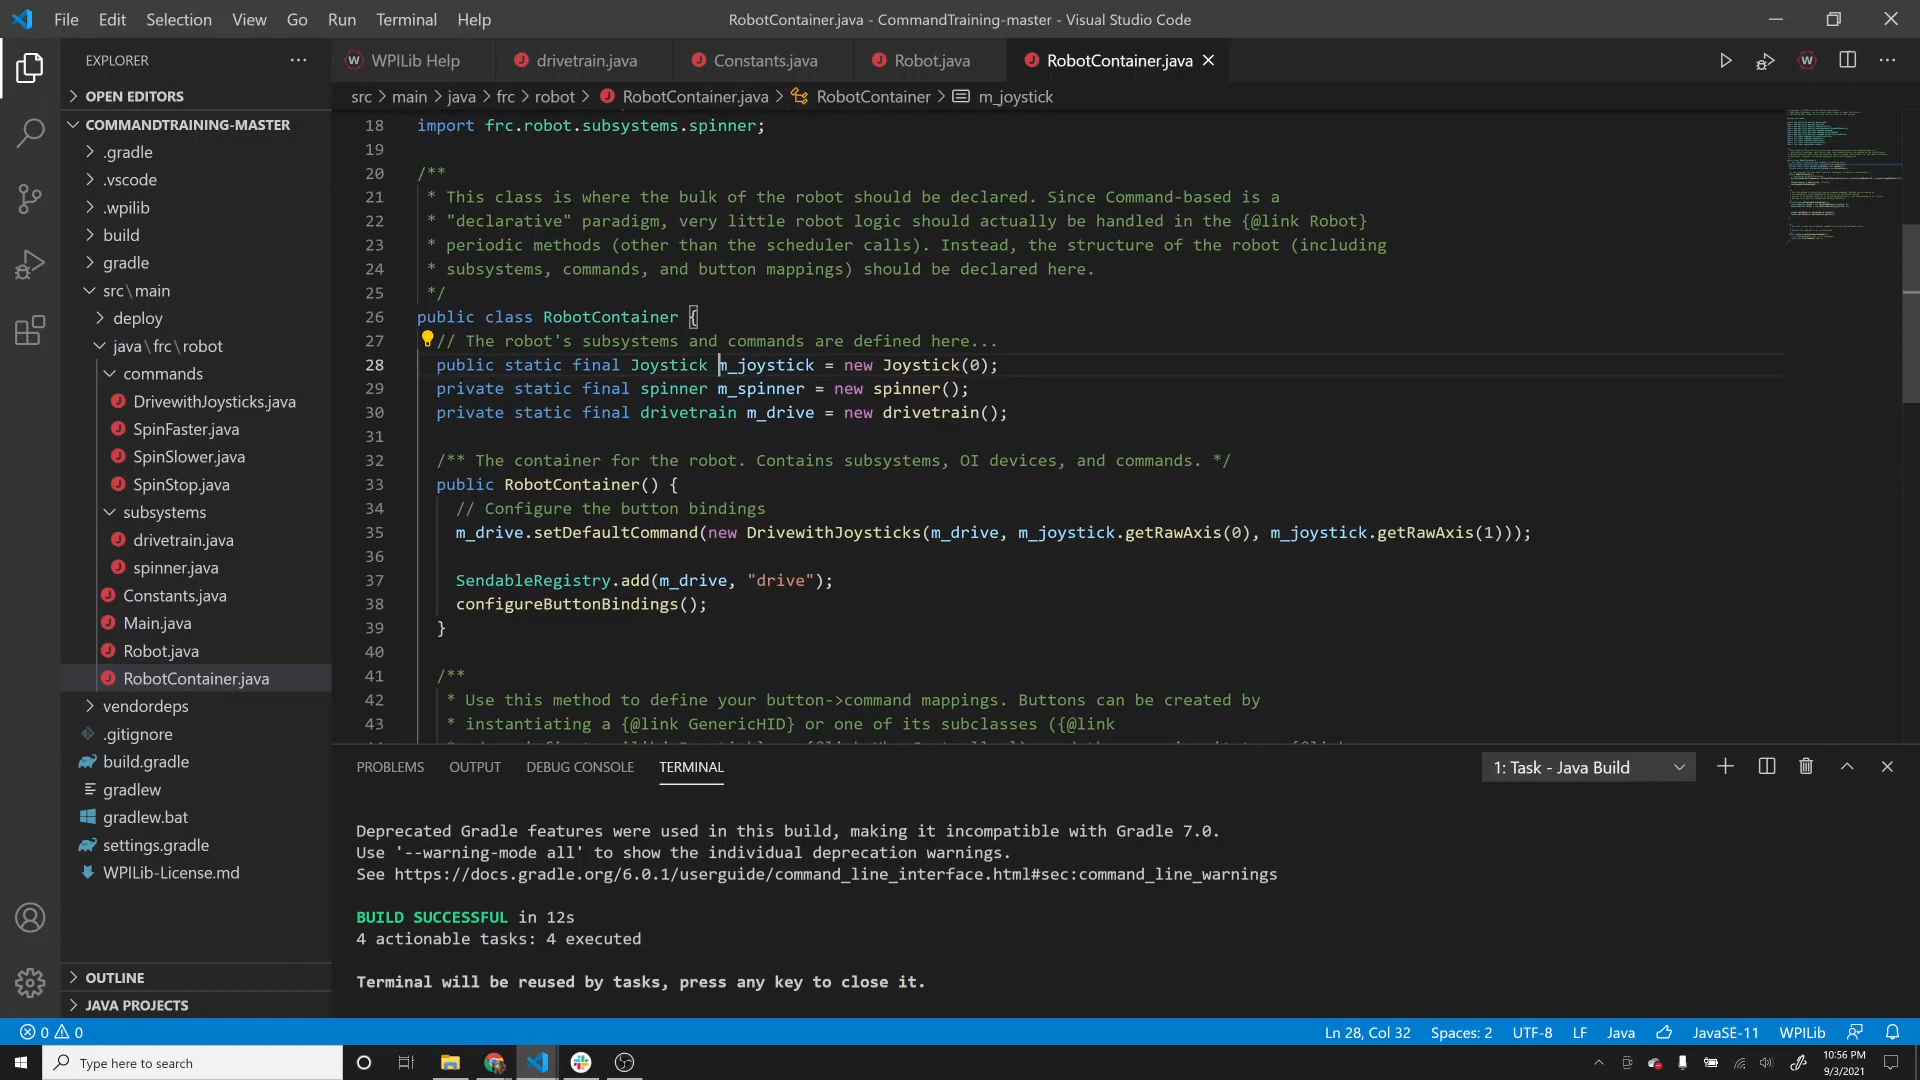 File Edit Selection View Go Run Terminal Help
RobotContainer.java - CommandTraining-master - Visual Studio Code
EXPLORER
OPEN EDITORS
COMMANDTRAINING-MASTER
.gradle
.vscode
.wpilib
build
gradle
src\main
deploy
java\frc\robot
commands
DrivewithJoysticks.java
SpinFaster.java
SpinSlower.java
SpinStop.java
subsystems
drivetrain.java
spinner.java
Constants.java
Main.java
Robot.java
RobotContainer.java
vendordeps
.gitignore
build.gradle
gradlew
gradlew.bat
settings.gradle
WPILib-License.md
OUTLINE
JAVA PROJECTS
WPILib Help drivetrain.java Constants.java Robot.java RobotContainer.java
src > main > java > frc > robot > RobotContainer.java > RobotContainer > m_joystick
18 import frc.robot.subsystems.spinner;
19
20 /**
21 * This class is where the bulk of the robot should be declared. Since Command-based is a
22 * "declarative" paradigm, very little robot logic should actually be handled in the {@link Robot}
23 * periodic methods (other than the scheduler calls). Instead, the structure of the robot (including
24 * subsystems, commands, and button mappings) should be declared here.
25 */
26 public class RobotContainer {
27 // The robot's subsystems and commands are defined here...
28 public static final Joystick m_joystick = new Joystick(0);
29 private static final spinner m_spinner = new spinner();
30 private static final drivetrain m_drive = new drivetrain();
31
32 /** The container for the robot. Contains subsystems, OI devices, and commands. */
33 public RobotContainer() {
34 // Configure the button bindings
35 m_drive.setDefaultCommand(new DrivewithJoysticks(m_drive, m_joystick.getRawAxis(0), m_joystick.getRawAxis(1)));
36
37 SendableRegistry.add(m_drive, "drive");
38 configureButtonBindings();
39 }
40
41 /**
42 * Use this method to define your button->command mappings. Buttons can be created by
43 * instantiating a {@link GenericHID} or one of its subclasses ({@link
PROBLEMS OUTPUT DEBUG CONSOLE TERMINAL
1: Task - Java Build
Deprecated Gradle features were used in this build, making it incompatible with Gradle 7.0.
Use '--warning-mode all' to show the individual deprecation warnings.
See https://docs.gradle.org/6.0.1/userguide/command_line_interface.html#sec:command_line_warnings
BUILD SUCCESSFUL in 12s
4 actionable tasks: 4 executed
Terminal will be reused by tasks, press any key to close it.
0 0
Ln 28, Col 32 Spaces: 2 UTF-8 LF Java JavaSE-11 WPILib
Type here to search
10:56 PM
9/3/2021